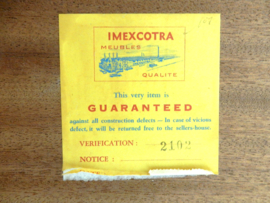 IMEXCOTRA
MEUBLES
QUALITE
This very item is
GUARANTEED
against all construction defects — In case of vicious
defect, it will be returned free to the sellers-house.
VERIFICATION : 2102
NOTICE :